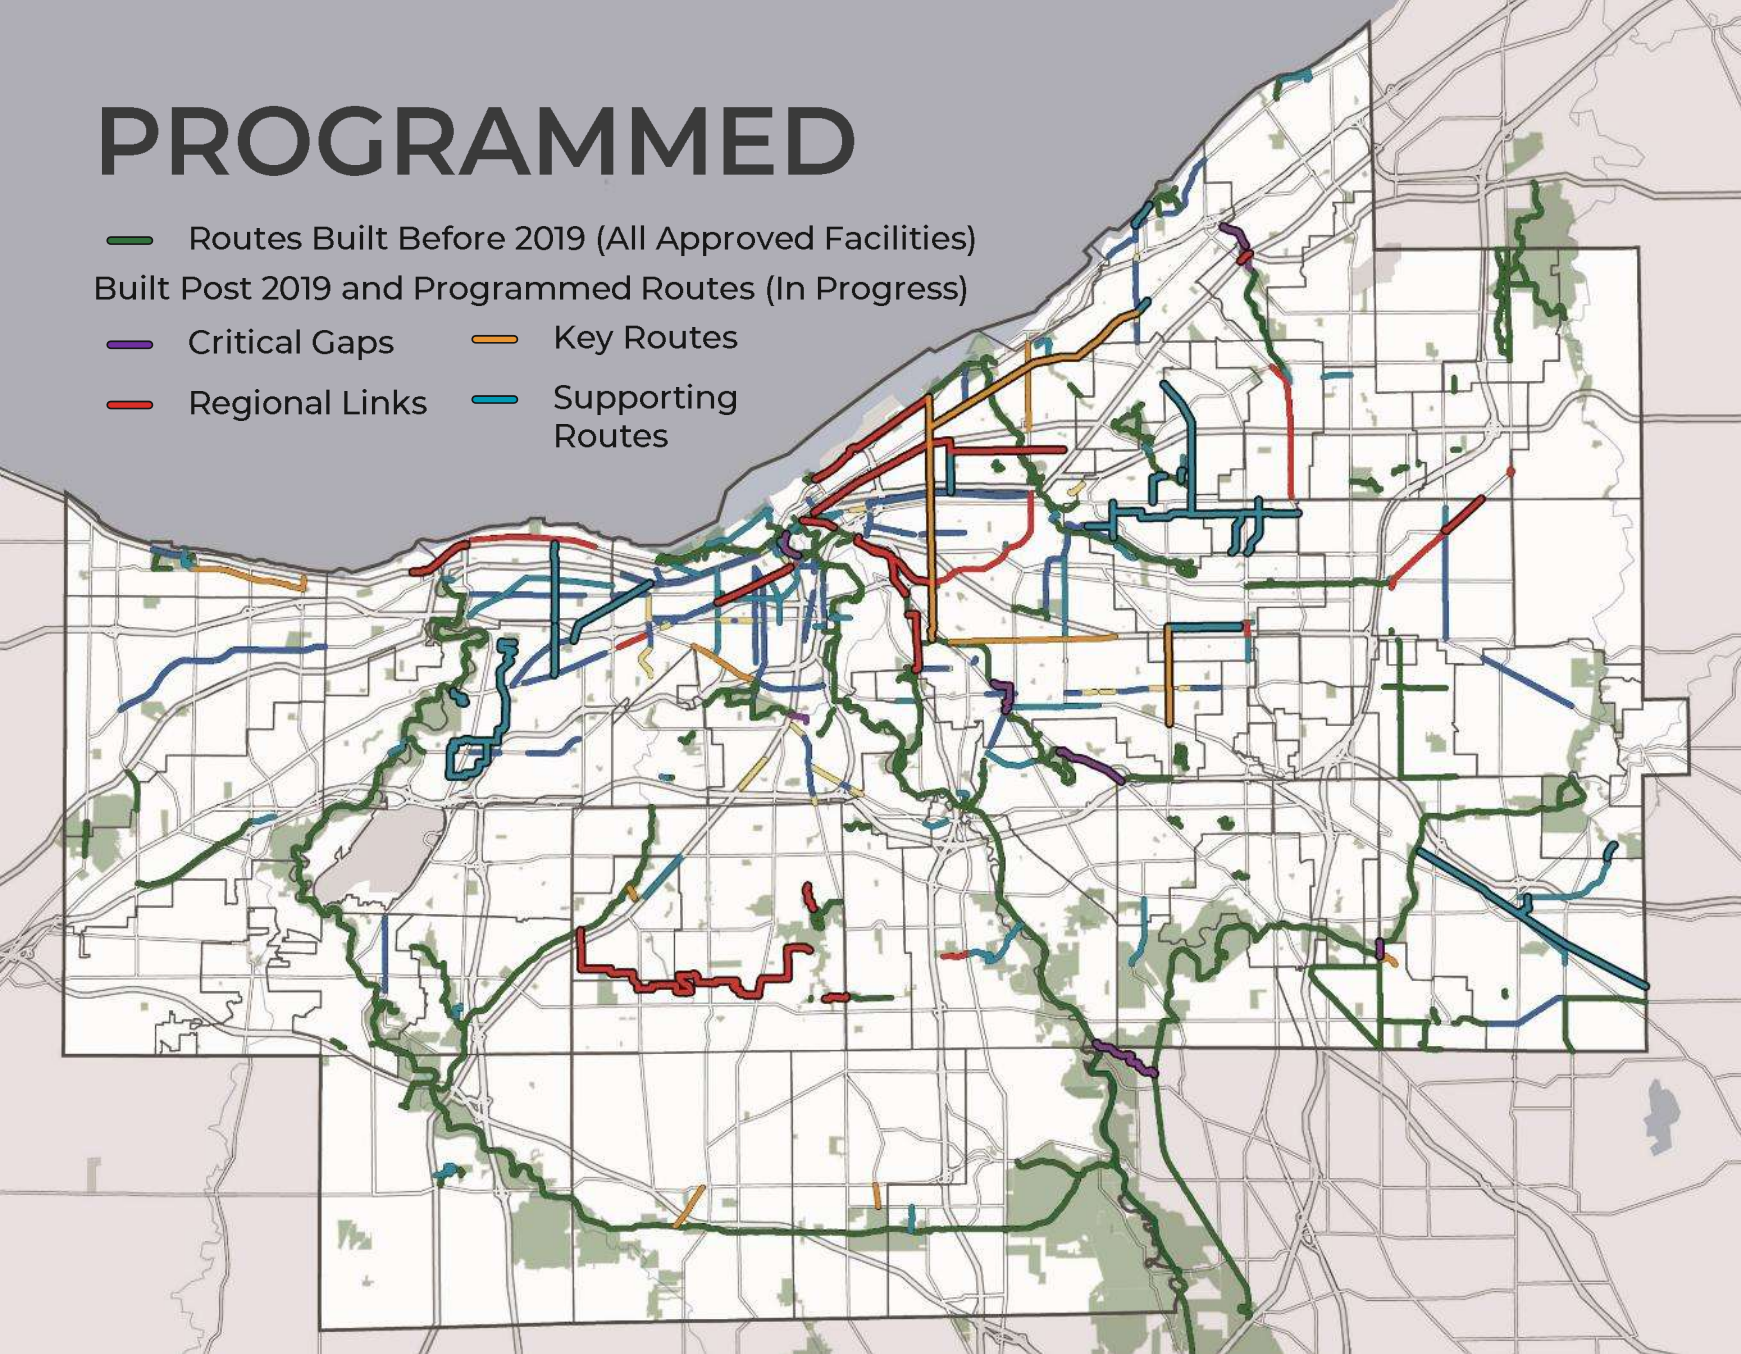 PROGRAMMED
Routes Built Before 2019 (All Approved Facilities)
Built Post 2019 and Programmed Routes (In Progress)
Critical Gaps
Key Routes
Regional Links
Supporting
Routes